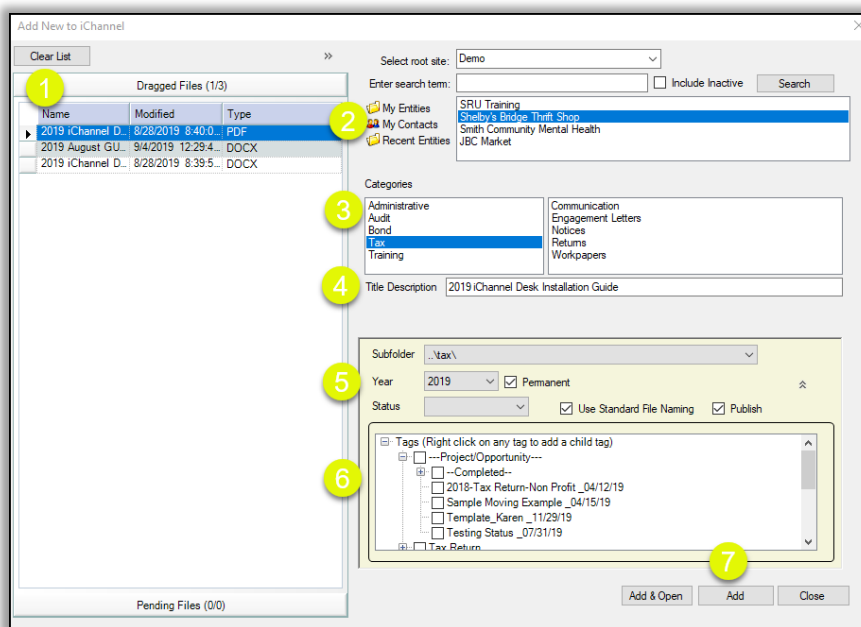 Add New to iChannel
Clear List
»
Select root site: Demo
1
Dragged Files (1/3)
Enter search term:
Include Inactive
Search
Name Modified Type
2019 iChannel D... 8/28/2019 8:40:0... PDF
2019 August GU... 9/4/2019 12:29:4... DOCX
2019 iChannel D... 8/28/2019 8:39:5... DOCX
2
My Entities
My Contacts
Recent Entities
SRU Training
Shelby's Bridge Thrift Shop
Smith Community Mental Health
JBC Market
Categories
3
Administrative
Audit
Bond
Tax
Training
Communication
Engagement Letters
Notices
Returns
Workpapers
4
Title Description 2019 iChannel Desk Installation Guide
Subfolder ..\tax\
5
Year 2019 Permanent
Status Use Standard File Naming Publish
6
Tags (Right click on any tag to add a child tag)
---Project/Opportunity---
--Completed--
2018-Tax Return-Non Profit _04/12/19
Sample Moving Example _04/15/19
Template_Karen _11/29/19
Testing Status _07/31/19
Tax Return
7
Add & Open Add Close
Pending Files (0/0)